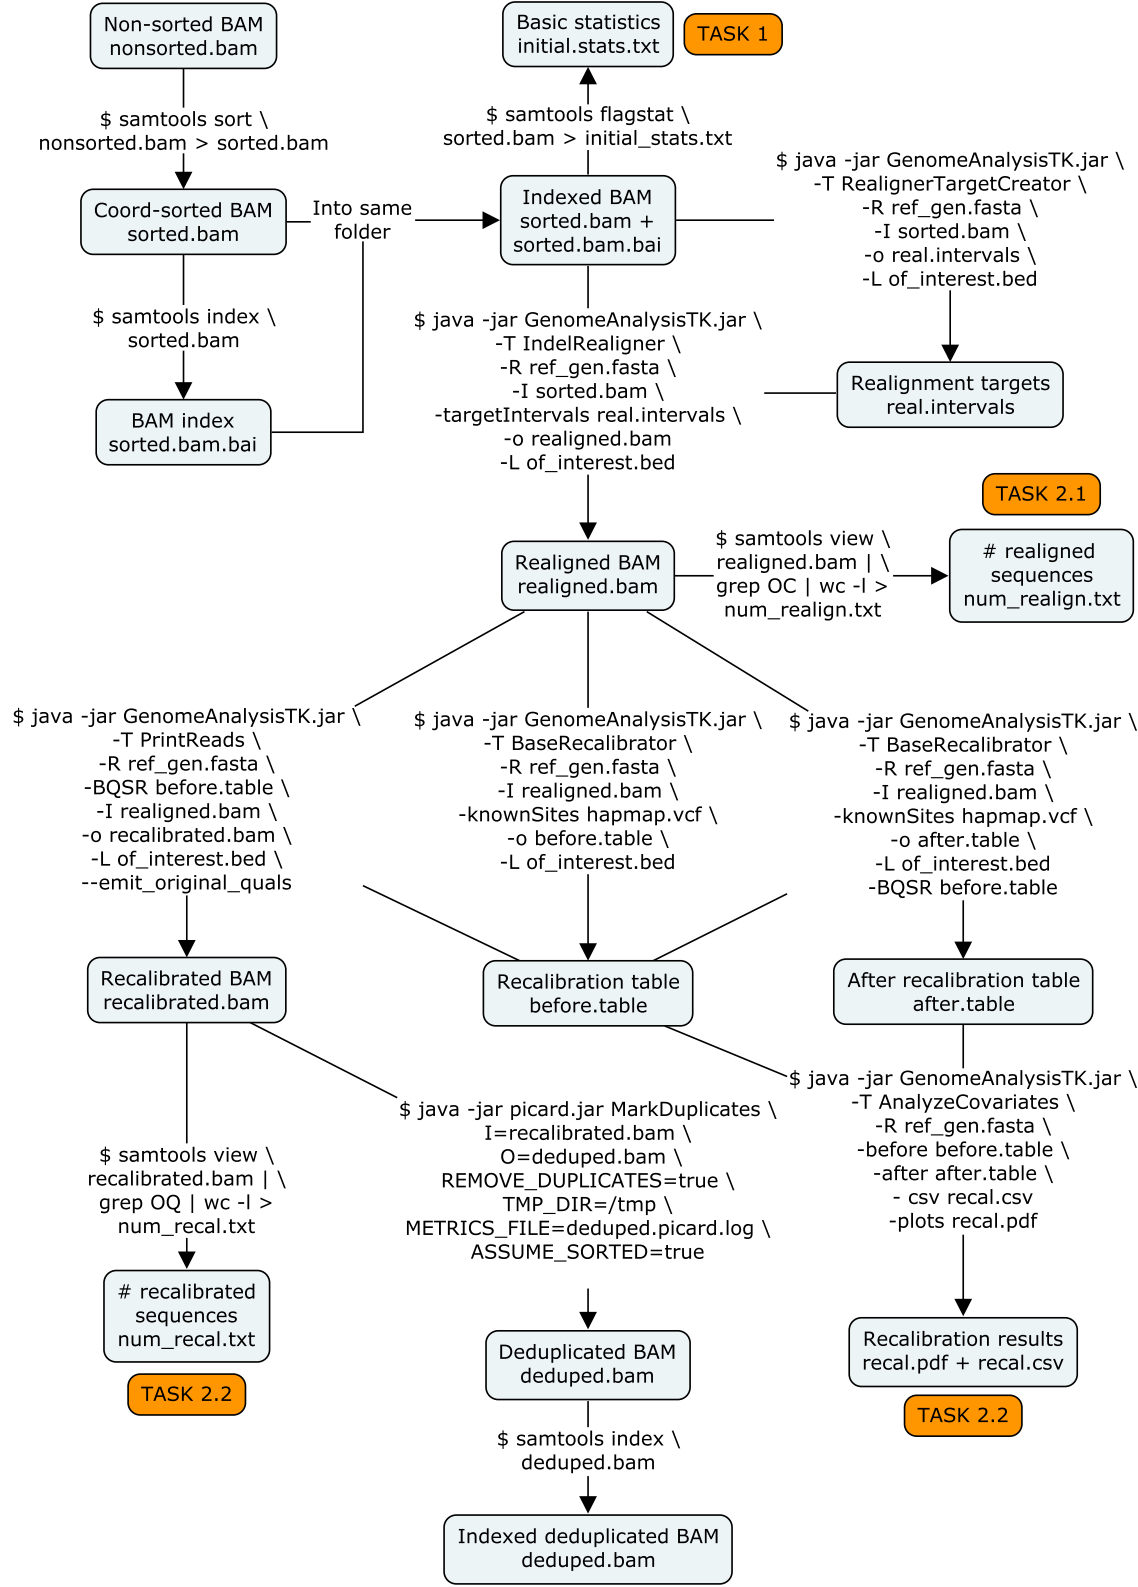 Non-sorted BAM
nonsorted.bam
Basic statistics
initial.stats.txt
TASK 1
$ samtools sort \
nonsorted.bam > sorted.bam
$ samtools flagstat \
sorted.bam > initial_stats.txt
Coord-sorted BAM
sorted.bam
Into same
folder
Indexed BAM
sorted.bam +
sorted.bam.bai
$ java -jar GenomeAnalysisTK.jar \
-T RealignerTargetCreator \
-R ref_gen.fasta \
-I sorted.bam \
-o real.intervals \
-L of_interest.bed
$ samtools index \
sorted.bam
$ java -jar GenomeAnalysisTK.jar \
-T IndelRealigner \
-R ref_gen.fasta \
-I sorted.bam \
-targetIntervals real.intervals \
-o realigned.bam
-L of_interest.bed
Realignment targets
real.intervals
BAM index
sorted.bam.bai
TASK 2.1
Realigned BAM
realigned.bam
$ samtools view \
realigned.bam | \
grep OC | wc -l >
num_realign.txt
# realigned
sequences
num_realign.txt
$ java -jar GenomeAnalysisTK.jar \
-T PrintReads \
-R ref_gen.fasta \
-BQSR before.table \
-I realigned.bam \
-o recalibrated.bam \
-L of_interest.bed \
--emit_original_quals
$ java -jar GenomeAnalysisTK.jar \
-T BaseRecalibrator \
-R ref_gen.fasta \
-I realigned.bam \
-knownSites hapmap.vcf \
-o before.table \
-L of_interest.bed
$ java -jar GenomeAnalysisTK.jar \
-T BaseRecalibrator \
-R ref_gen.fasta \
-I realigned.bam \
-knownSites hapmap.vcf \
-o after.table \
-L of_interest.bed
-BQSR before.table
Recalibrated BAM
recalibrated.bam
Recalibration table
before.table
After recalibration table
after.table
$ samtools view \
recalibrated.bam | \
grep OQ | wc -l >
num_recal.txt
$ java -jar picard.jar MarkDuplicates \
I=recalibrated.bam \
O=deduped.bam \
REMOVE_DUPLICATES=true \
TMP_DIR=/tmp \
METRICS_FILE=deduped.picard.log \
ASSUME_SORTED=true
$ java -jar GenomeAnalysisTK.jar \
-T AnalyzeCovariates \
-R ref_gen.fasta \
-before before.table \
-after after.table \
- csv recal.csv
-plots recal.pdf
# recalibrated
sequences
num_recal.txt
TASK 2.2
Deduplicated BAM
deduped.bam
Recalibration results
recal.pdf + recal.csv
TASK 2.2
$ samtools index \
deduped.bam
Indexed deduplicated BAM
deduped.bam